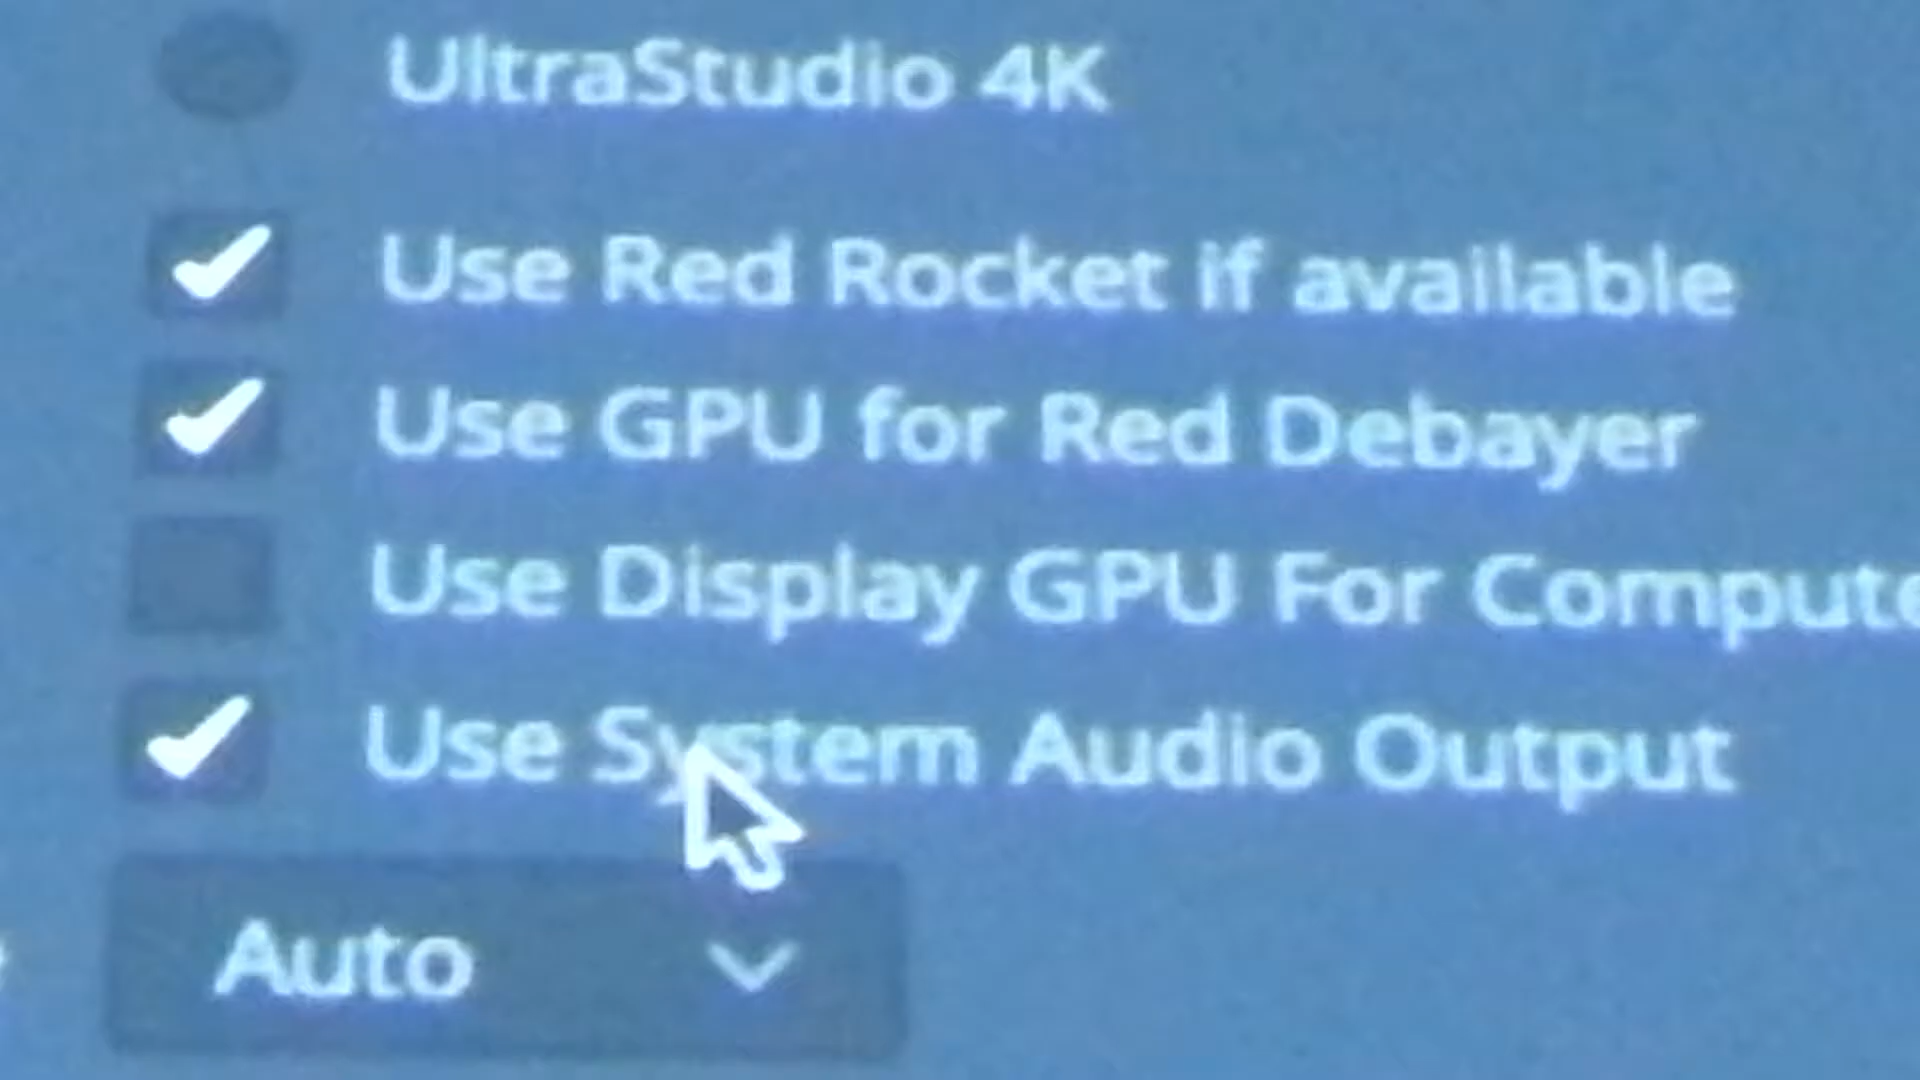 UltraStudio 4K
Use Red Rocket if available
Use GPU for Red Debayer
Use Display GPU For Compute
Use System Audio Output
Auto